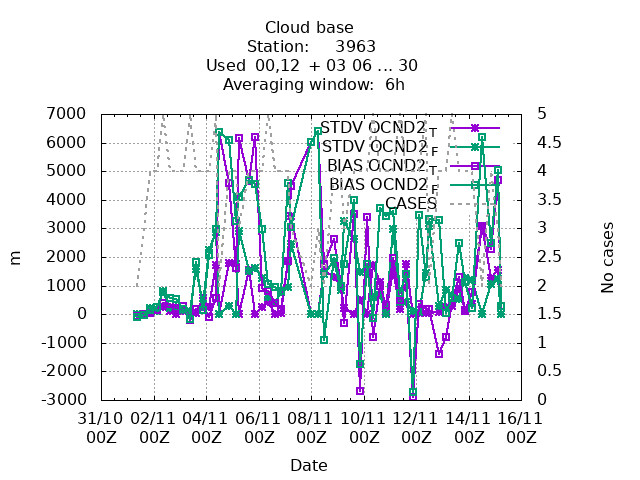 Cloud base
Station: 3963
Used 00,12 + 03 06 ... 30
Averaging window: 6h
7000 5
6000 4.5
5000 4
4000 3.5
3000 3
2000 2.5
1000 2
0 1.5
-1000 1
-2000 0.5
-3000 0
m
No cases
STDV OCND2 T
STDV OCND2 F
BIAS OCND2 T
BIAS OCND2 F
CASES
31/10 02/11 04/11 06/11 08/11 10/11 12/11 14/11 16/11
00Z 00Z 00Z 00Z 00Z 00Z 00Z 00Z 00Z
Date